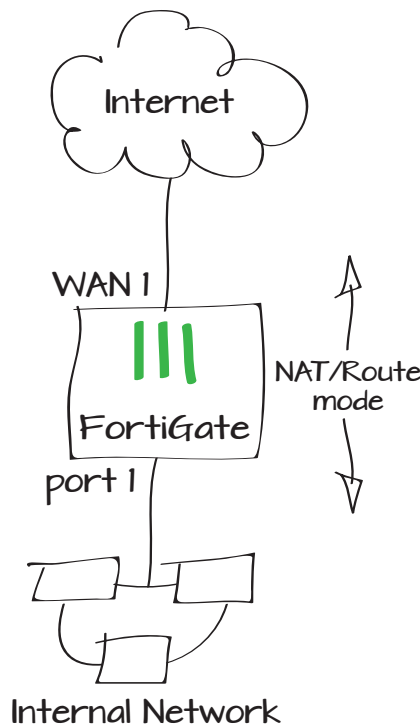 Internet
WAN 1
NAT/Route
mode
FortiGate
port 1
Internal Network